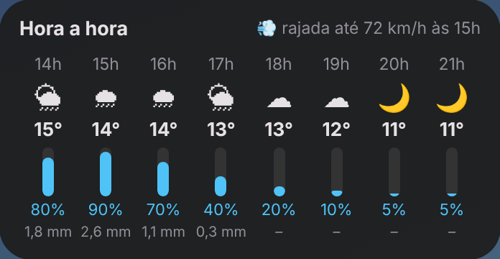 Hora a hora 💨 rajada até 72 km/h às 15h
14h 15h 16h 17h 18h 19h 20h 21h
15° 14° 14° 13° 13° 12° 11° 11°
80% 90% 70% 40% 20% 10% 5% 5%
1,8 mm 2,6 mm 1,1 mm 0,3 mm – – – –